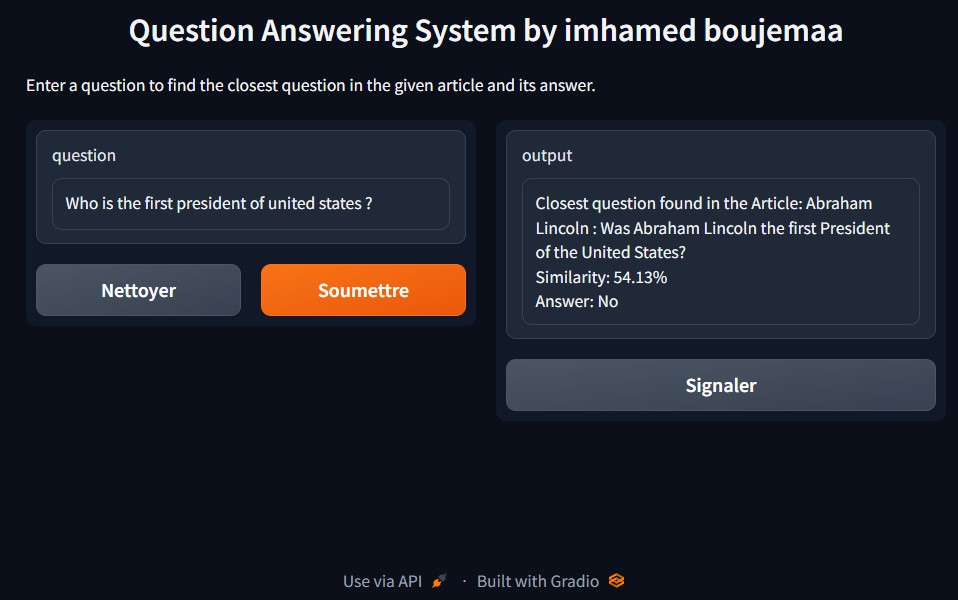 Question Answering System by imhamed boujemaa
Enter a question to find the closest question in the given article and its answer.
question
Who is the first president of united states ?
Nettoyer
Soumettre
output
Closest question found in the Article: Abraham
Lincoln : Was Abraham Lincoln the first President
of the United States?
Similarity: 54.13%
Answer: No
Signaler
Use via API · Built with Gradio